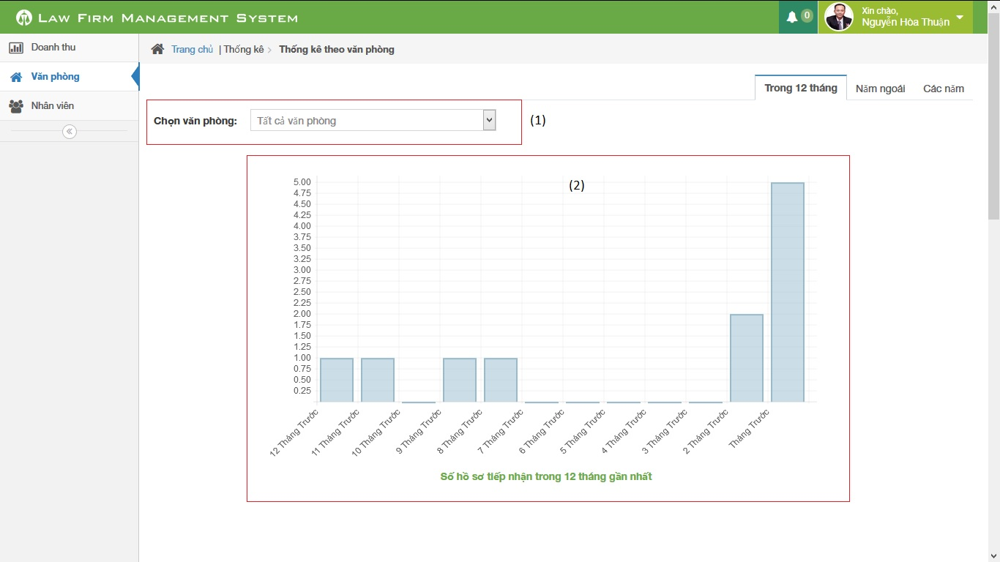 LAW FIRM MANAGEMENT SYSTEM
0
Xin chào,
Nguyễn Hòa Thuận
Doanh thu
Văn phòng
Nhân viên
Trang chủ | Thống kê > Thống kê theo văn phòng
Trong 12 tháng Năm ngoái Các năm
Chọn văn phòng: Tất cả văn phòng (1)
(2)
5.00
4.75
4.50
4.25
4.00
3.75
3.50
3.25
3.00
2.75
2.50
2.25
2.00
1.75
1.50
1.25
1.00
0.75
0.50
0.25
12 Tháng Trước
11 Tháng Trước
10 Tháng Trước
9 Tháng Trước
8 Tháng Trước
7 Tháng Trước
6 Tháng Trước
5 Tháng Trước
4 Tháng Trước
3 Tháng Trước
2 Tháng Trước
Tháng Trước
Số hồ sơ tiếp nhận trong 12 tháng gần nhất